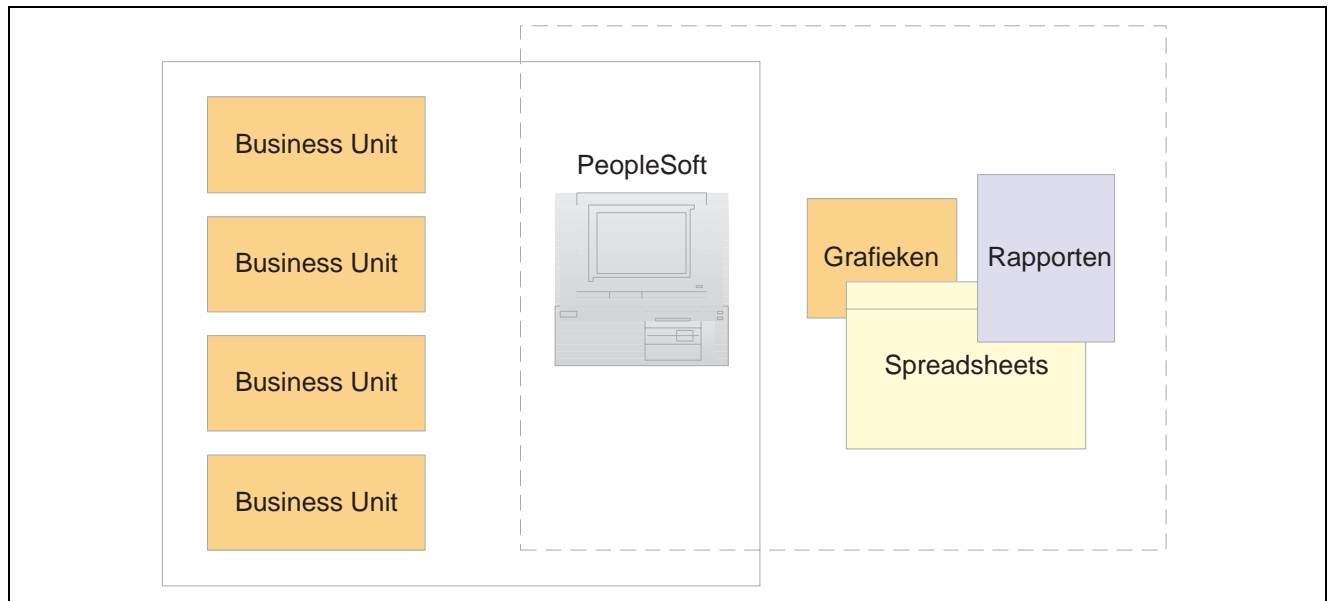 Business Unit
Business Unit
Business Unit
Business Unit
PeopleSoft
Grafieken
Rapporten
Spreadsheets